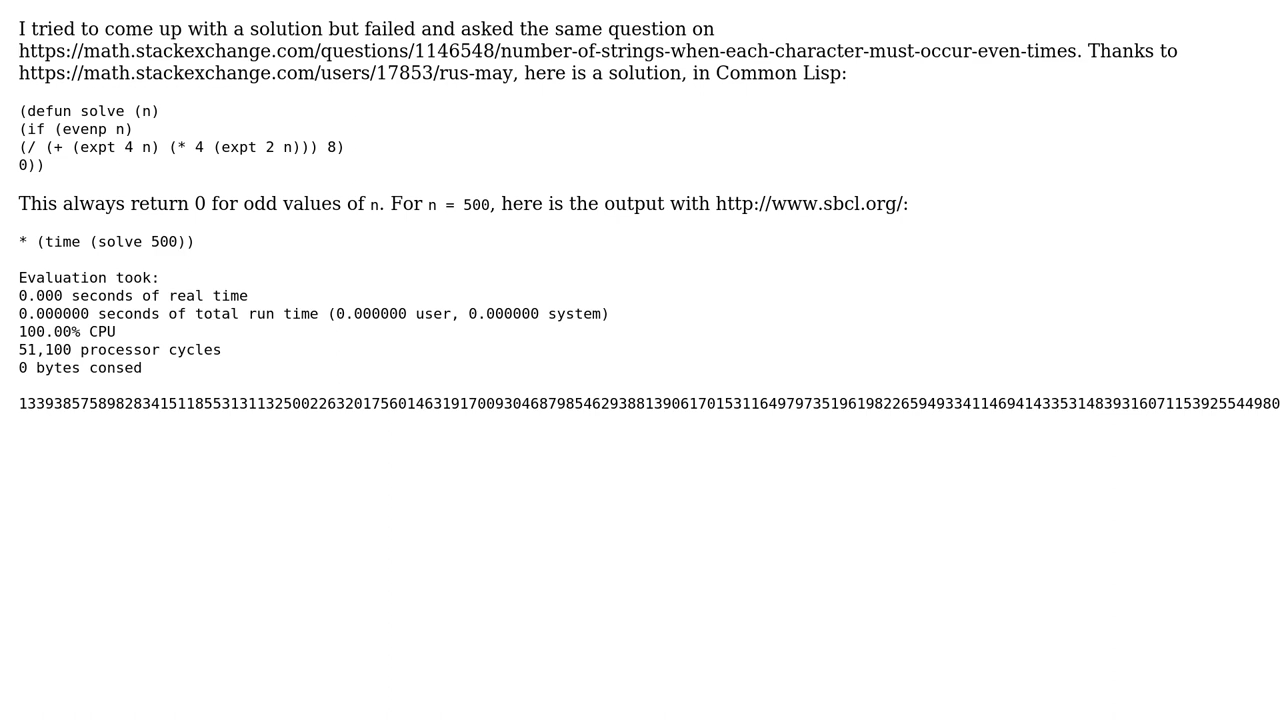 I tried to come up with a solution but failed and asked the same question on
https://math.stackexchange.com/questions/1146548/number-of-strings-when-each-character-must-occur-even-times. Thanks to
https://math.stackexchange.com/users/17853/rus-may, here is a solution, in Common Lisp:
(defun solve (n)
(if (evenp n)
(/ (+ (expt 4 n) (* 4 (expt 2 n))) 8)
0))
This always return 0 for odd values of n. For n = 500, here is the output with http://www.sbcl.org/:
* (time (solve 500))
Evaluation took:
0.000 seconds of real time
0.000000 seconds of total run time (0.000000 user, 0.000000 system)
100.00% CPU
51,100 processor cycles
0 bytes consed
1339385758982834151185531311325002263201756014631917009304687985462938813906170153116497973519619822659493341146941433531483931607115392554498